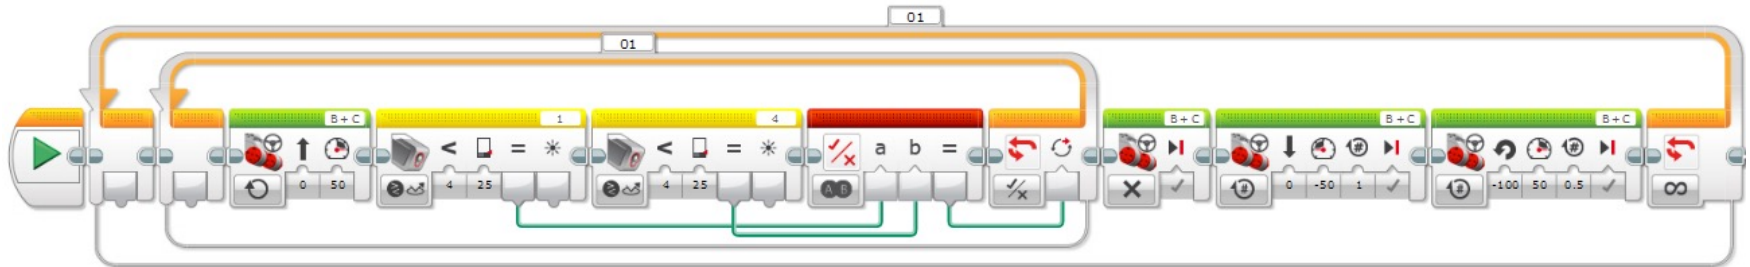 01
01
B + C 1 4 B + C B + C B + C
< = < = a b =
0 50 4 25 4 25 A B # 0 -50 1 # -100 50 0.5 ∞